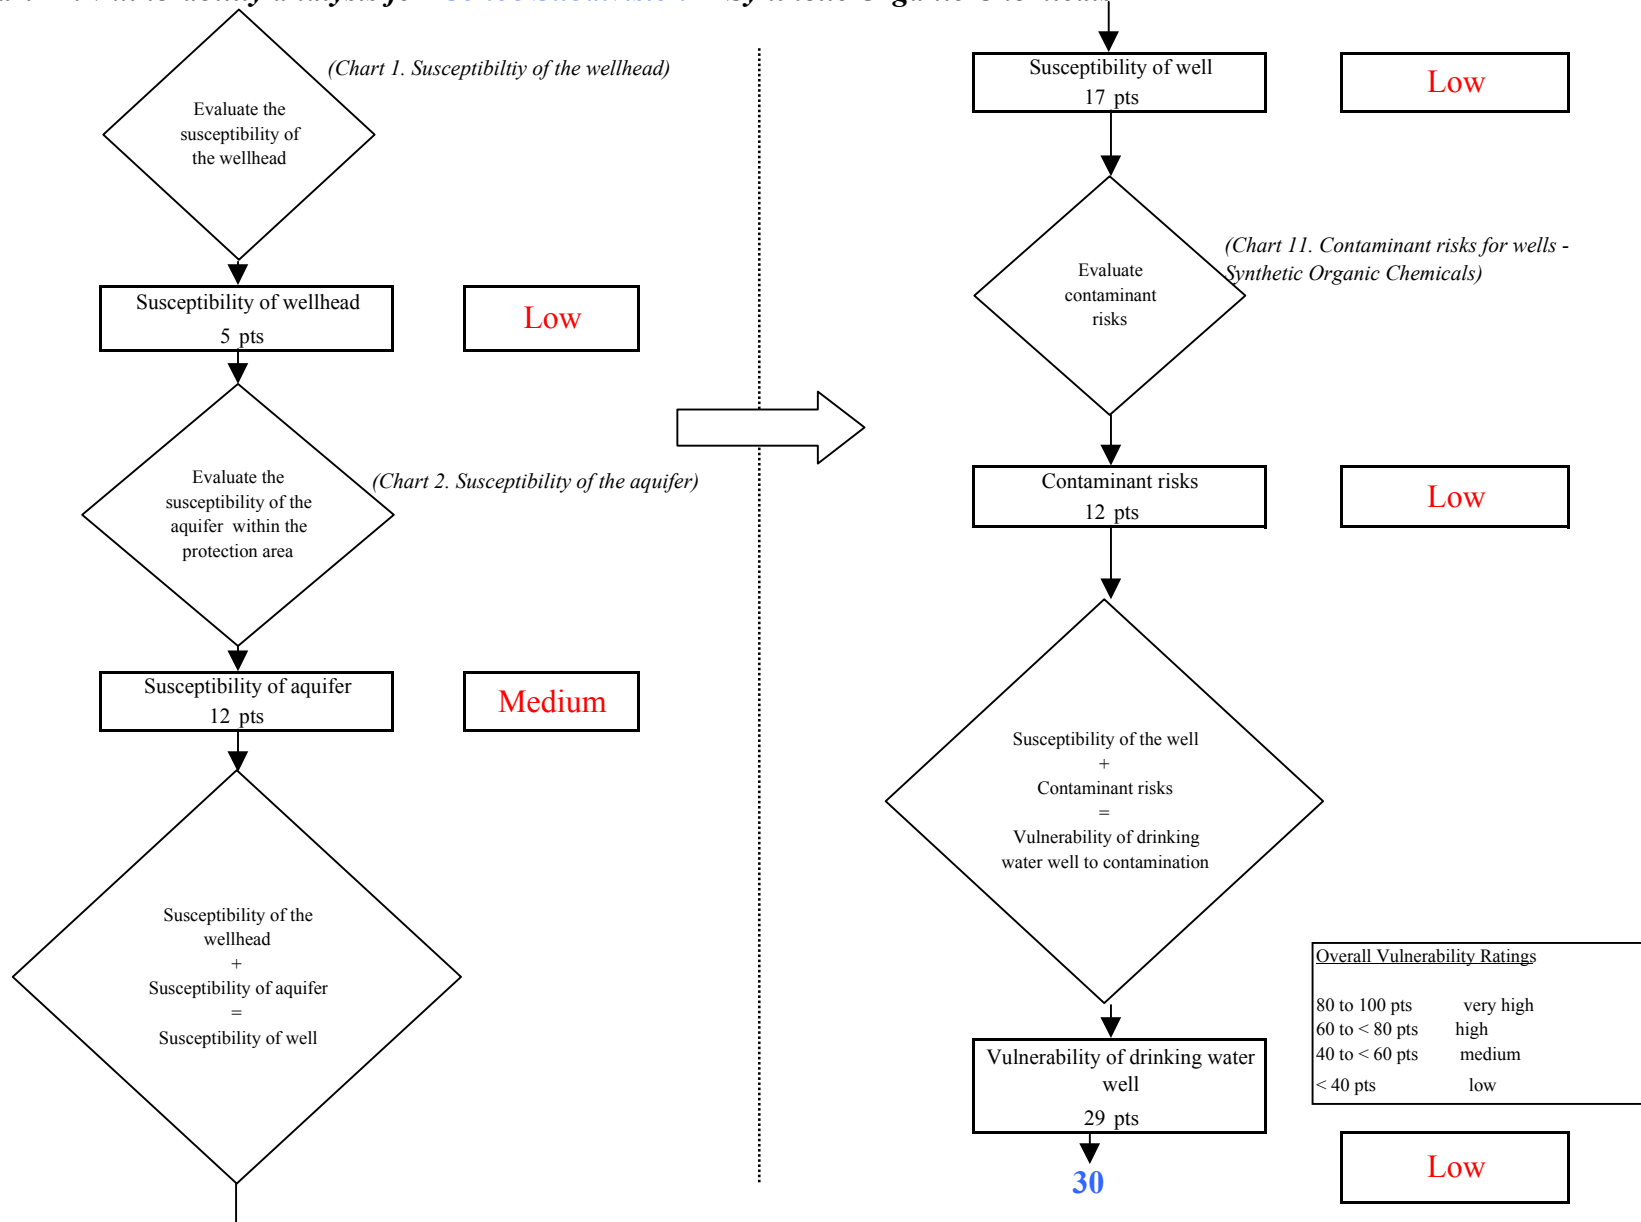 (Chart 1. Susceptibiltiy of the wellhead)
Evaluate the
susceptibility of
the wellhead
Susceptibility of wellhead
5 pts
Low
(Chart 2. Susceptibility of the aquifer)
Evaluate the
susceptibility of the
aquifer within the
protection area
Susceptibility of aquifer
12 pts
Medium
Susceptibility of the
wellhead
+
Susceptibility of aquifer
=
Susceptibility of well
Susceptibility of well
17 pts
Low
(Chart 11. Contaminant risks for wells -
Synthetic Organic Chemicals)
Evaluate
contaminant
risks
Contaminant risks
12 pts
Low
Susceptibility of the well
+
Contaminant risks
=
Vulnerability of drinking
water well to contamination
Overall Vulnerability Ratings
80 to 100 pts very high
60 to < 80 pts high
40 to < 60 pts medium
< 40 pts low
Vulnerability of drinking water
well
29 pts
30
Low